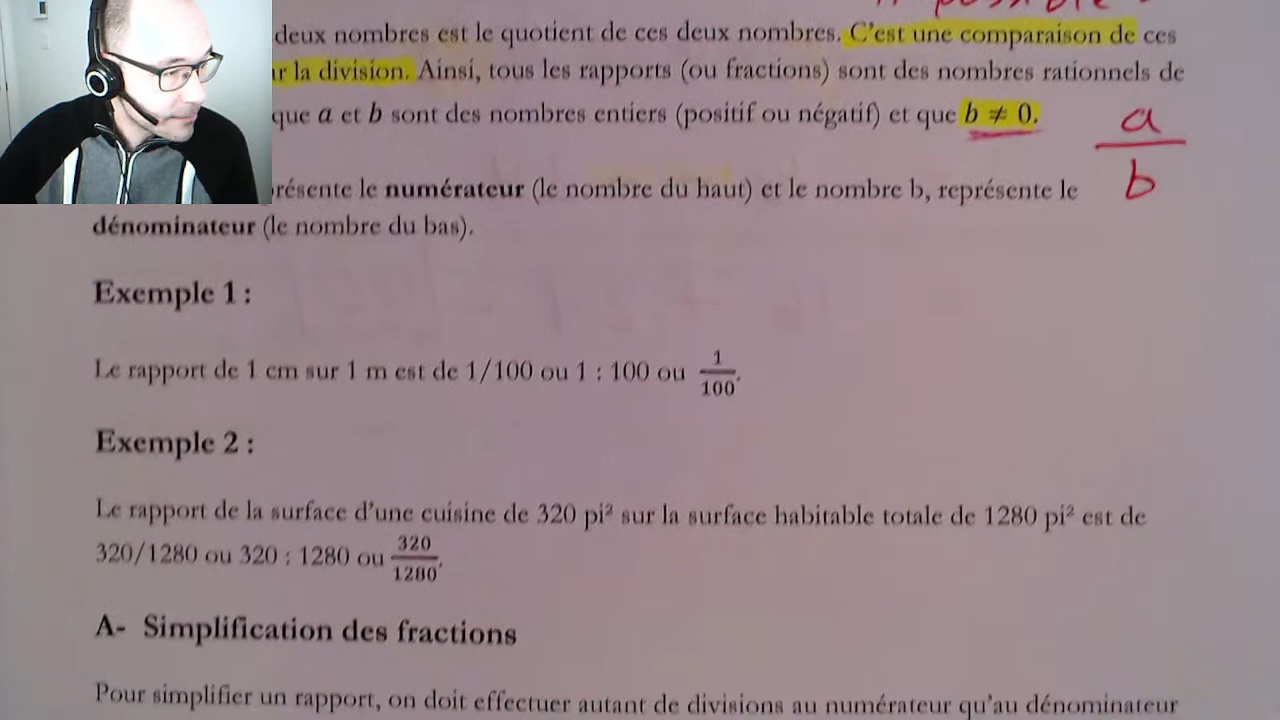 deux nombres est le quotient de ces deux nombres. C'est une comparaison de ces
la division. Ainsi, tous les rapports (ou fractions) sont des nombres rationnels de
que a et b sont des nombres entiers (positif ou négatif) et que b ≠ 0.
a
b
le numérateur (le nombre du haut) et le nombre b, représente le
dénominateur (le nombre du bas).
Exemple 1 :
Le rapport de 1 cm sur 1 m est de 1/100 ou 1 : 100 ou 1/100.
Exemple 2 :
Le rapport de la surface d'une cuisine de 320 pi² sur la surface habitable totale de 1280 pi² est de
320/1280 ou 320 : 1280 ou 320/1280.
A- Simplification des fractions
Pour simplifier un rapport, on doit effectuer autant de divisions au numérateur qu'au dénominateur